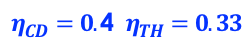 η_CD = 0.4 η_TH = 0.33